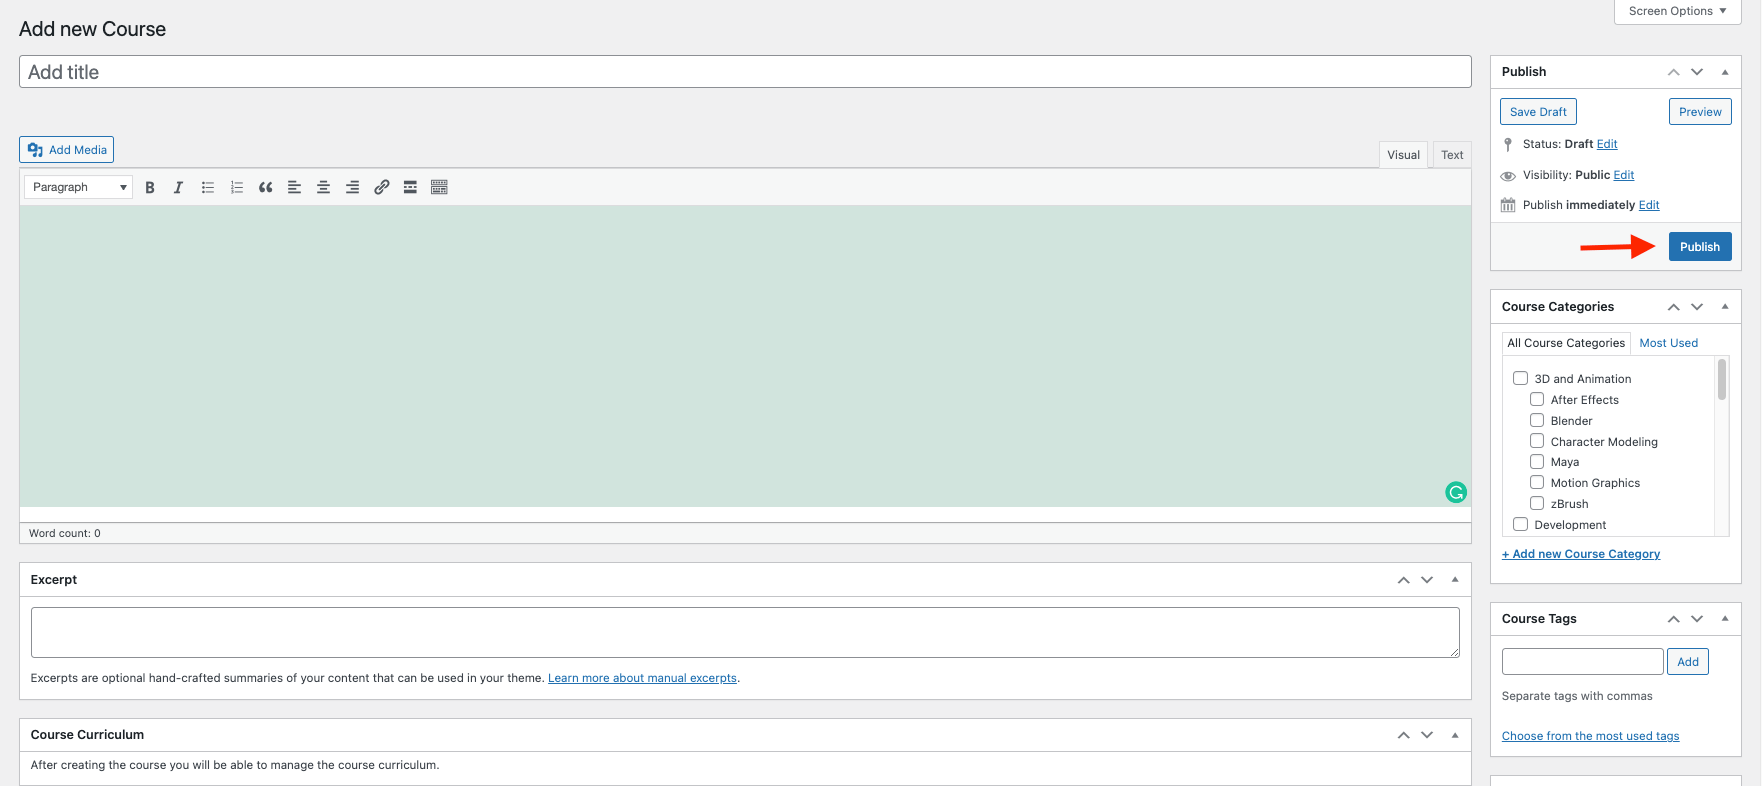 Screen Options
Add new Course
Add title
Add Media
Visual
Text
Paragraph
B
I
Word count: 0
Excerpt
Excerpts are optional hand-crafted summaries of your content that can be used in your theme. Learn more about manual excerpts.
Course Curriculum
After creating the course you will be able to manage the course curriculum.
Publish
Save Draft
Preview
Status: Draft Edit
Visibility: Public Edit
Publish immediately Edit
Publish
Course Categories
All Course Categories
Most Used
3D and Animation
After Effects
Blender
Character Modeling
Maya
Motion Graphics
zBrush
Development
+ Add new Course Category
Course Tags
Add
Separate tags with commas
Choose from the most used tags